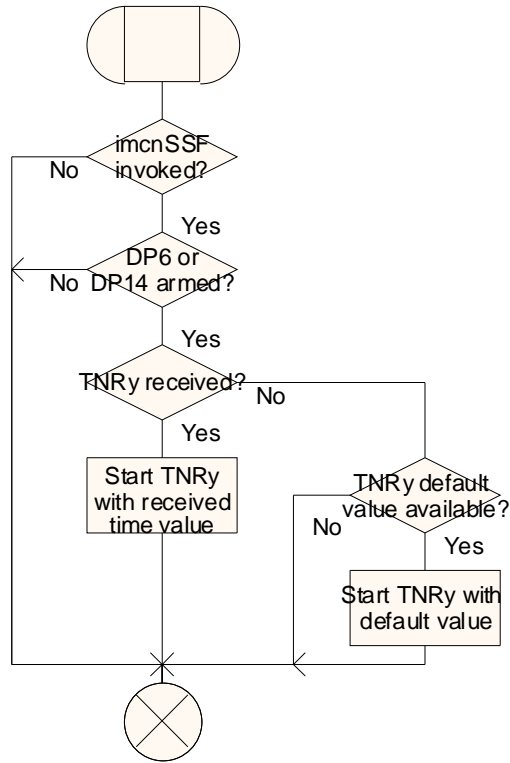 imcnSSF
invoked?
No
Yes
DP6 or
DP14 armed?
No
Yes
TNRy received?
No
Yes
Start TNRy
with received
time value
TNRy default
value available?
No
Yes
Start TNRy with
default value